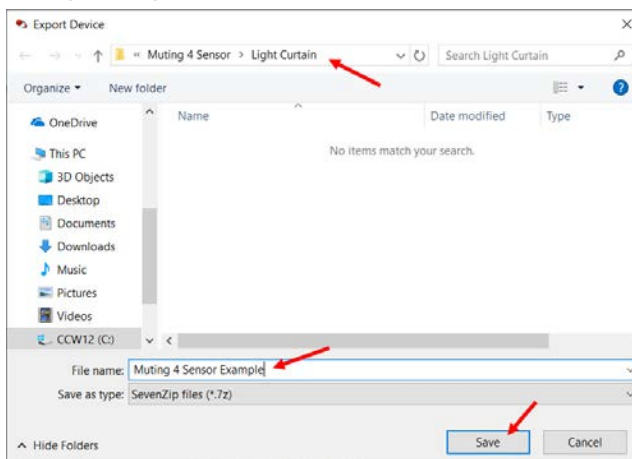 Export Device
« Muting 4 Sensor > Light Curtain
Search Light Curtain
Organize
New folder
Name
Date modified
Type
No items match your search.
OneDrive
This PC
3D Objects
Desktop
Documents
Downloads
Music
Pictures
Videos
CCW12 (C:)
File name: Muting 4 Sensor Example
Save as type: SevenZip files (*.7z)
Hide Folders
Save
Cancel